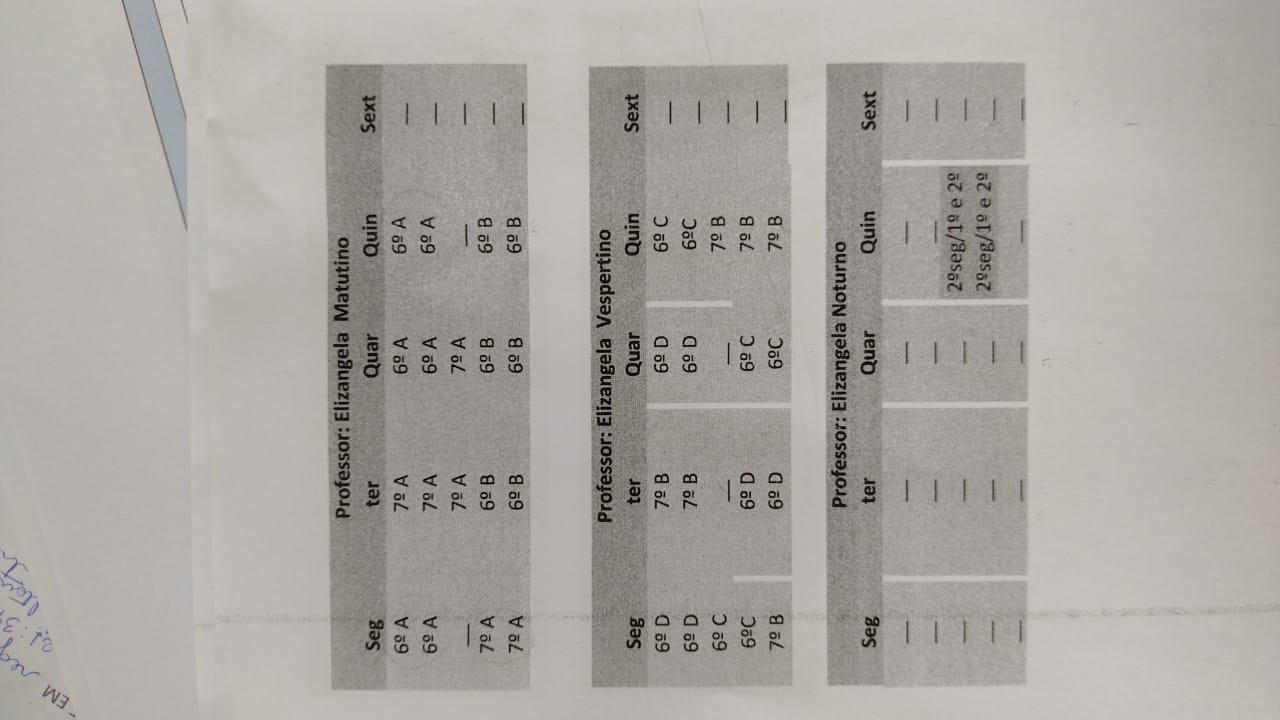 Professor: Elizangela Matutino
Seg ter Quar Quin Sext
6º A 7º A 6º A 6º A —
6º A 7º A 6º A 6º A —
— 7º A 7º A — —
7º A 6º B 6º B 6º B —
7º A 6º B 6º B 6º B —
Professor: Elizangela Vespertino
Seg ter Quar Quin Sext
6º D 7º B 6º D 6º C —
6º D 7º B 6º D 6ºC —
6º C — — 7º B —
6ºC 6º D 6º C 7º B —
7º B 6º D 6ºC 7º B —
Professor: Elizangela Noturno
Seg ter Quar Quin Sext
— — — — —
— — — — —
— — — 2ºseg/1º e 2º —
— — — 2ºseg/1º e 2º —
— — — — —
- EM